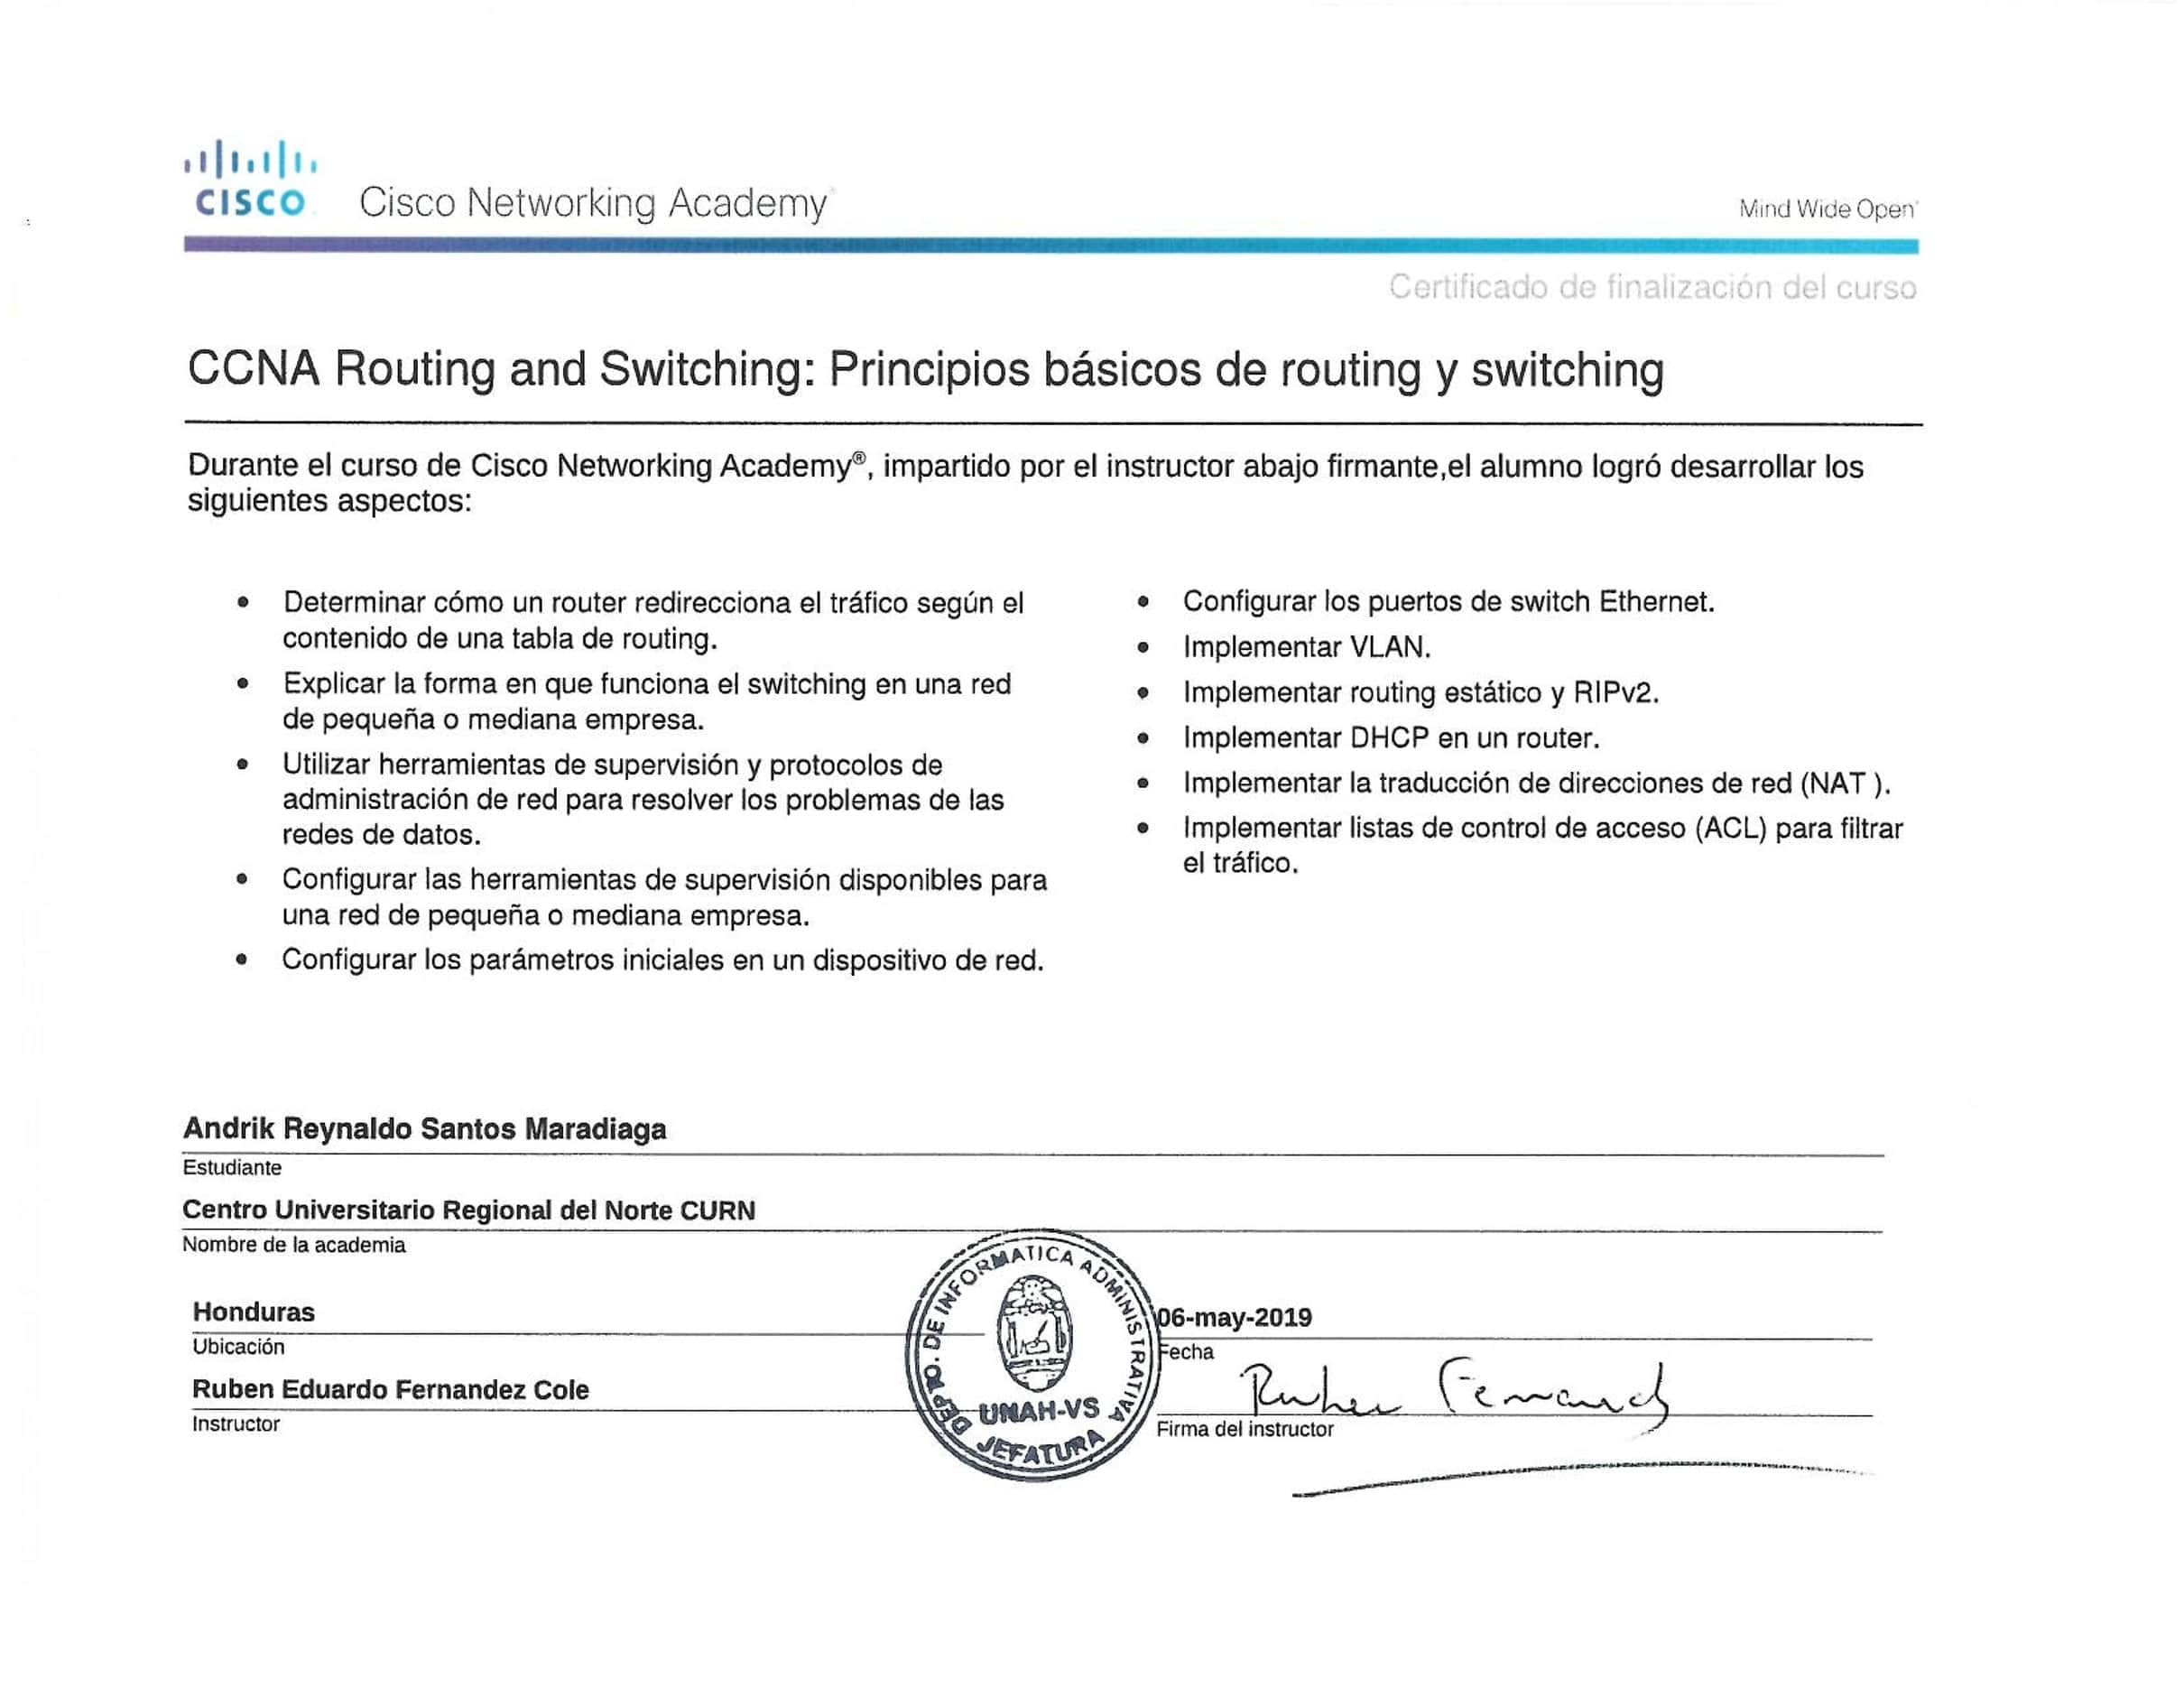 CISCO Cisco Networking Academy® Mind Wide Open®
Certificado de finalización del curso
CCNA Routing and Switching: Principios básicos de routing y switching
Durante el curso de Cisco Networking Academy®, impartido por el instructor abajo firmante,el alumno logró desarrollar los
siguientes aspectos:
• Determinar cómo un router redirecciona el tráfico según el
contenido de una tabla de routing.
• Explicar la forma en que funciona el switching en una red
de pequeña o mediana empresa.
• Utilizar herramientas de supervisión y protocolos de
administración de red para resolver los problemas de las
redes de datos.
• Configurar las herramientas de supervisión disponibles para
una red de pequeña o mediana empresa.
• Configurar los parámetros iniciales en un dispositivo de red.
• Configurar los puertos de switch Ethernet.
• Implementar VLAN.
• Implementar routing estático y RIPv2.
• Implementar DHCP en un router.
• Implementar la traducción de direcciones de red (NAT ).
• Implementar listas de control de acceso (ACL) para filtrar
el tráfico.
Andrik Reynaldo Santos Maradiaga
Estudiante
Centro Universitario Regional del Norte CURN
Nombre de la academia
Honduras
Ubicación
Ruben Eduardo Fernandez Cole
Instructor
DEPTO. DE INFORMATICA ADMINISTRATIVA
UNAH-VS
JEFATURA
06-may-2019
Fecha
Ruben Fernandez
Firma del instructor